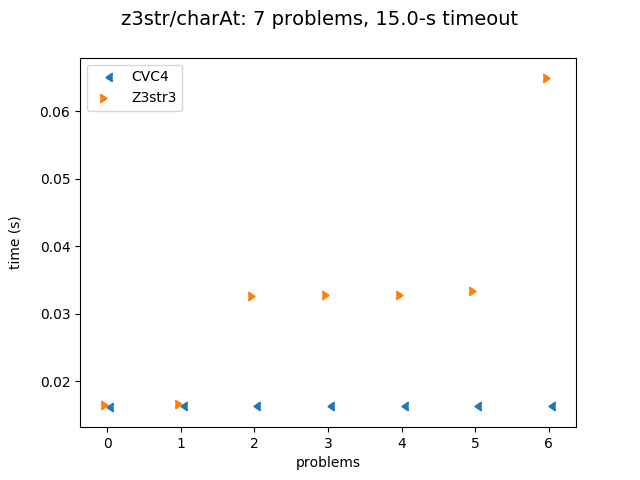 z3str/charAt: 7 problems, 15.0-s timeout
CVC4
Z3str3
0.06
0.05
0.04
0.03
0.02
time (s)
0 1 2 3 4 5 6
problems